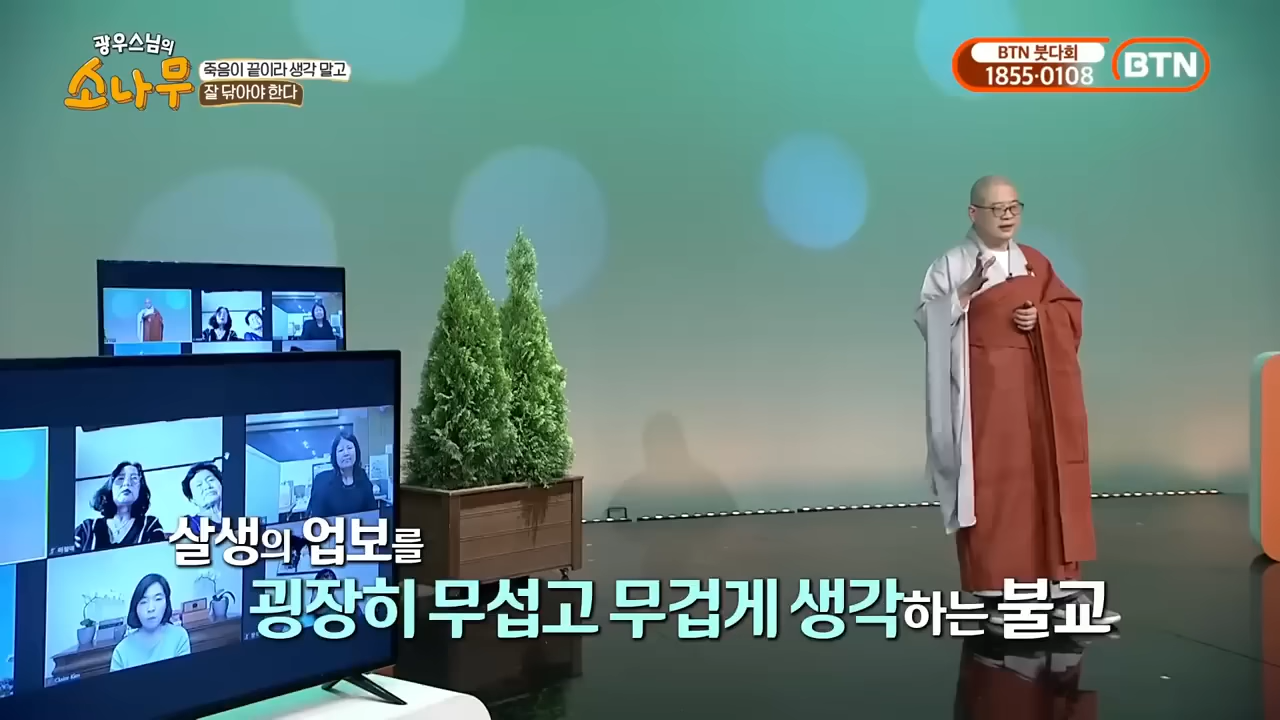 광우스님의
소나무
죽음이 끝이라 생각 말고
잘 닦아야 한다
BTN 붓다회
1855·0108
BTN
살생의 업보를
굉장히 무섭고 무겁게 생각하는 불교